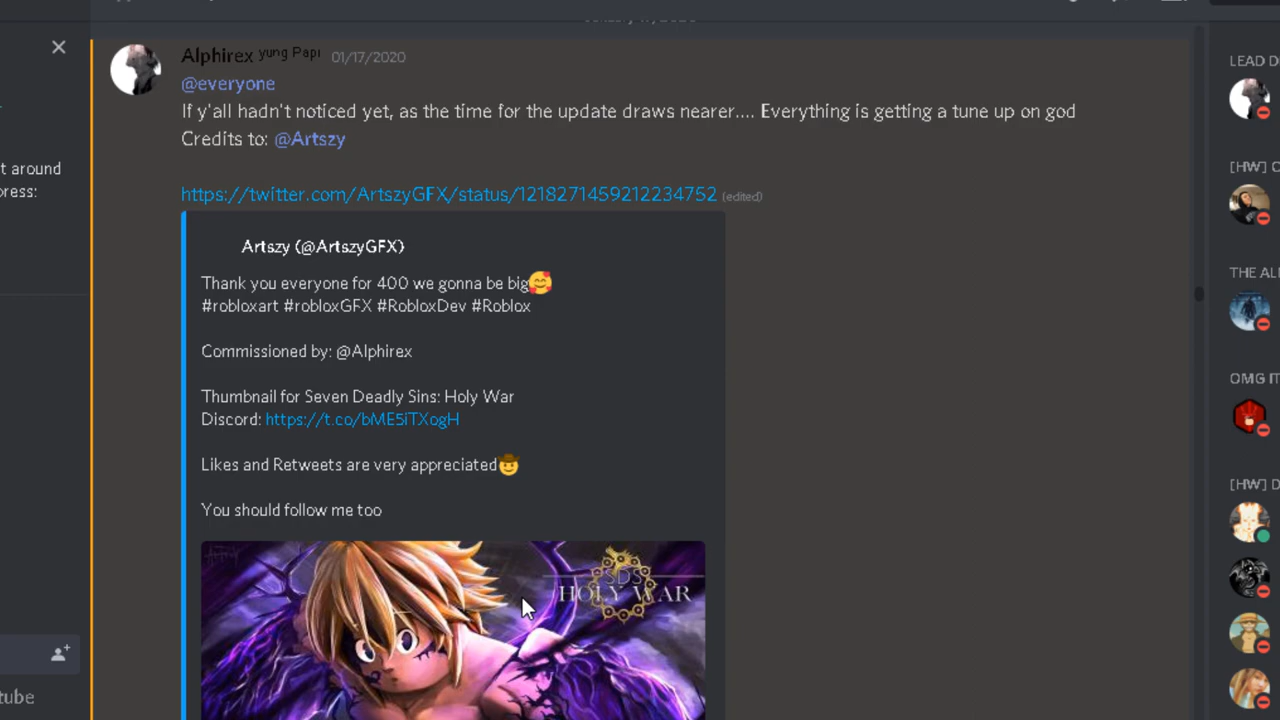 Alphirex yung Papi 01/17/2020
@everyone
If y'all hadn't noticed yet, as the time for the update draws nearer.... Everything is getting a tune up on god
Credits to: @Artszy
https://twitter.com/ArtszyGFX/status/1218271459212234752 (edited)
Artszy (@ArtszyGFX)
Thank you everyone for 400 we gonna be big🥰
#robloxart #robloxGFX #RobloxDev #Roblox
Commissioned by: @Alphirex
Thumbnail for Seven Deadly Sins: Holy War
Discord: https://t.co/bME5iTXogH
Likes and Retweets are very appreciated🤠
You should follow me too
SDS
HOLY WAR
t around
press:
tube
LEAD D
[HW] C
THE ALI
OMG IT
[HW] D